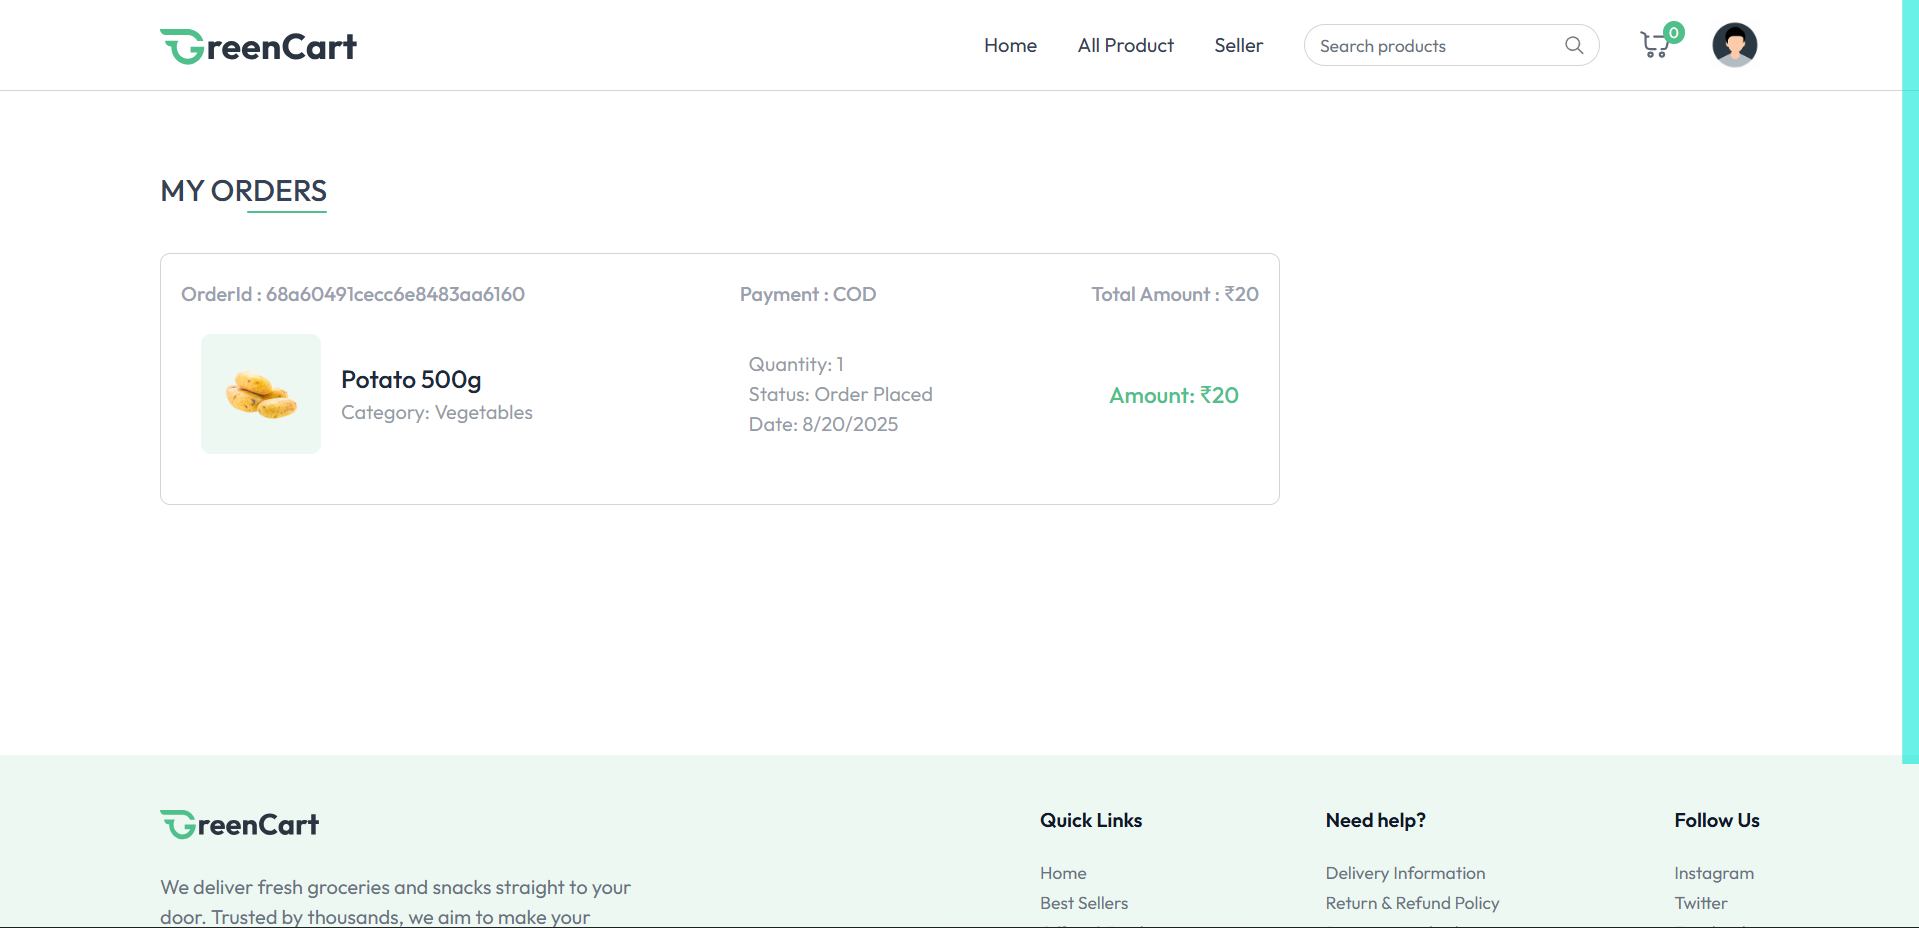 GreenCart
Home
All Product
Seller
Search products
0
MY ORDERS
OrderId : 68a60491cecc6e8483aa6160
Payment : COD
Total Amount : ₹20
Potato 500g
Category: Vegetables
Quantity: 1
Status: Order Placed
Date: 8/20/2025
Amount: ₹20
GreenCart
We deliver fresh groceries and snacks straight to your
door. Trusted by thousands, we aim to make your
Quick Links
Home
Best Sellers
Need help?
Delivery Information
Return & Refund Policy
Follow Us
Instagram
Twitter